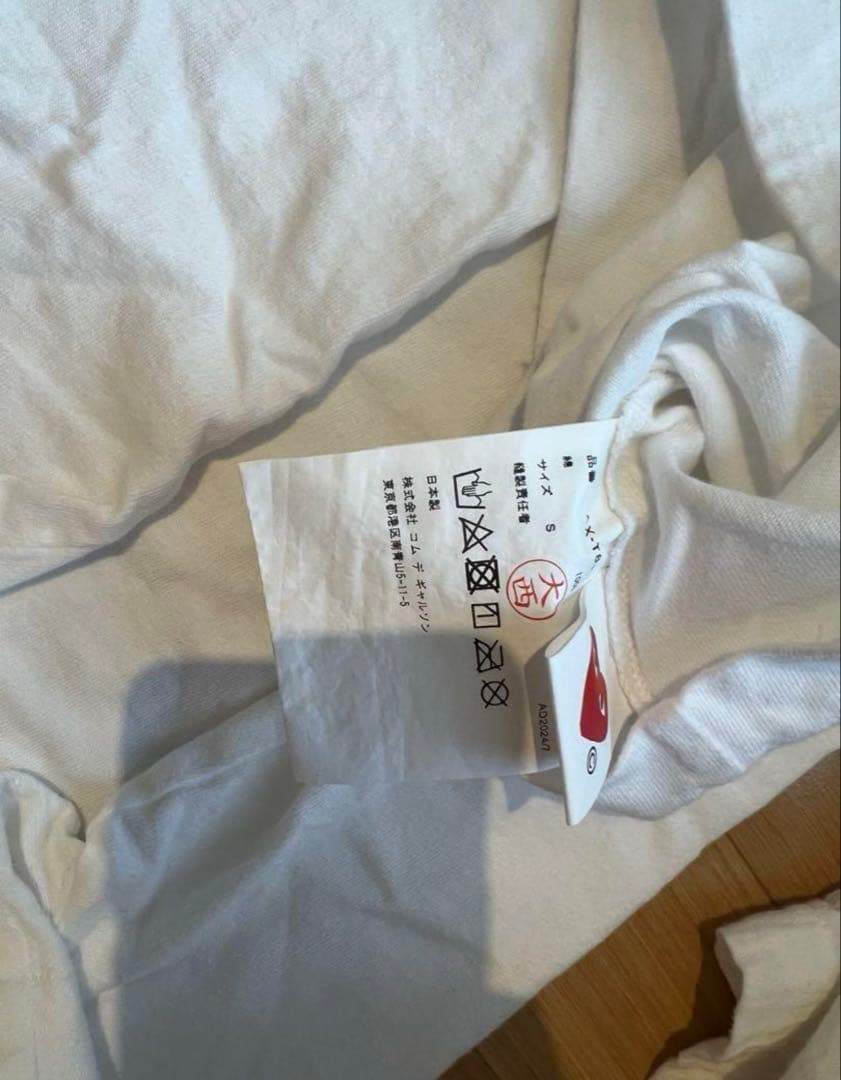 品番
綿
サイズ S
縫製責任者 大西
日本製
株式会社 コム デ ギャルソン
東京都港区南青山5-11-5
AD2024/7
©